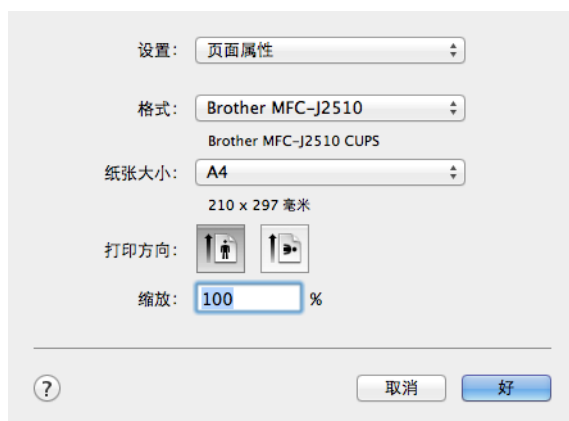 设置: 页面属性
格式: Brother MFC-J2510
Brother MFC-J2510 CUPS
纸张大小: A4
210 x 297 毫米
打印方向:
缩放: 100 %
? 取消 好